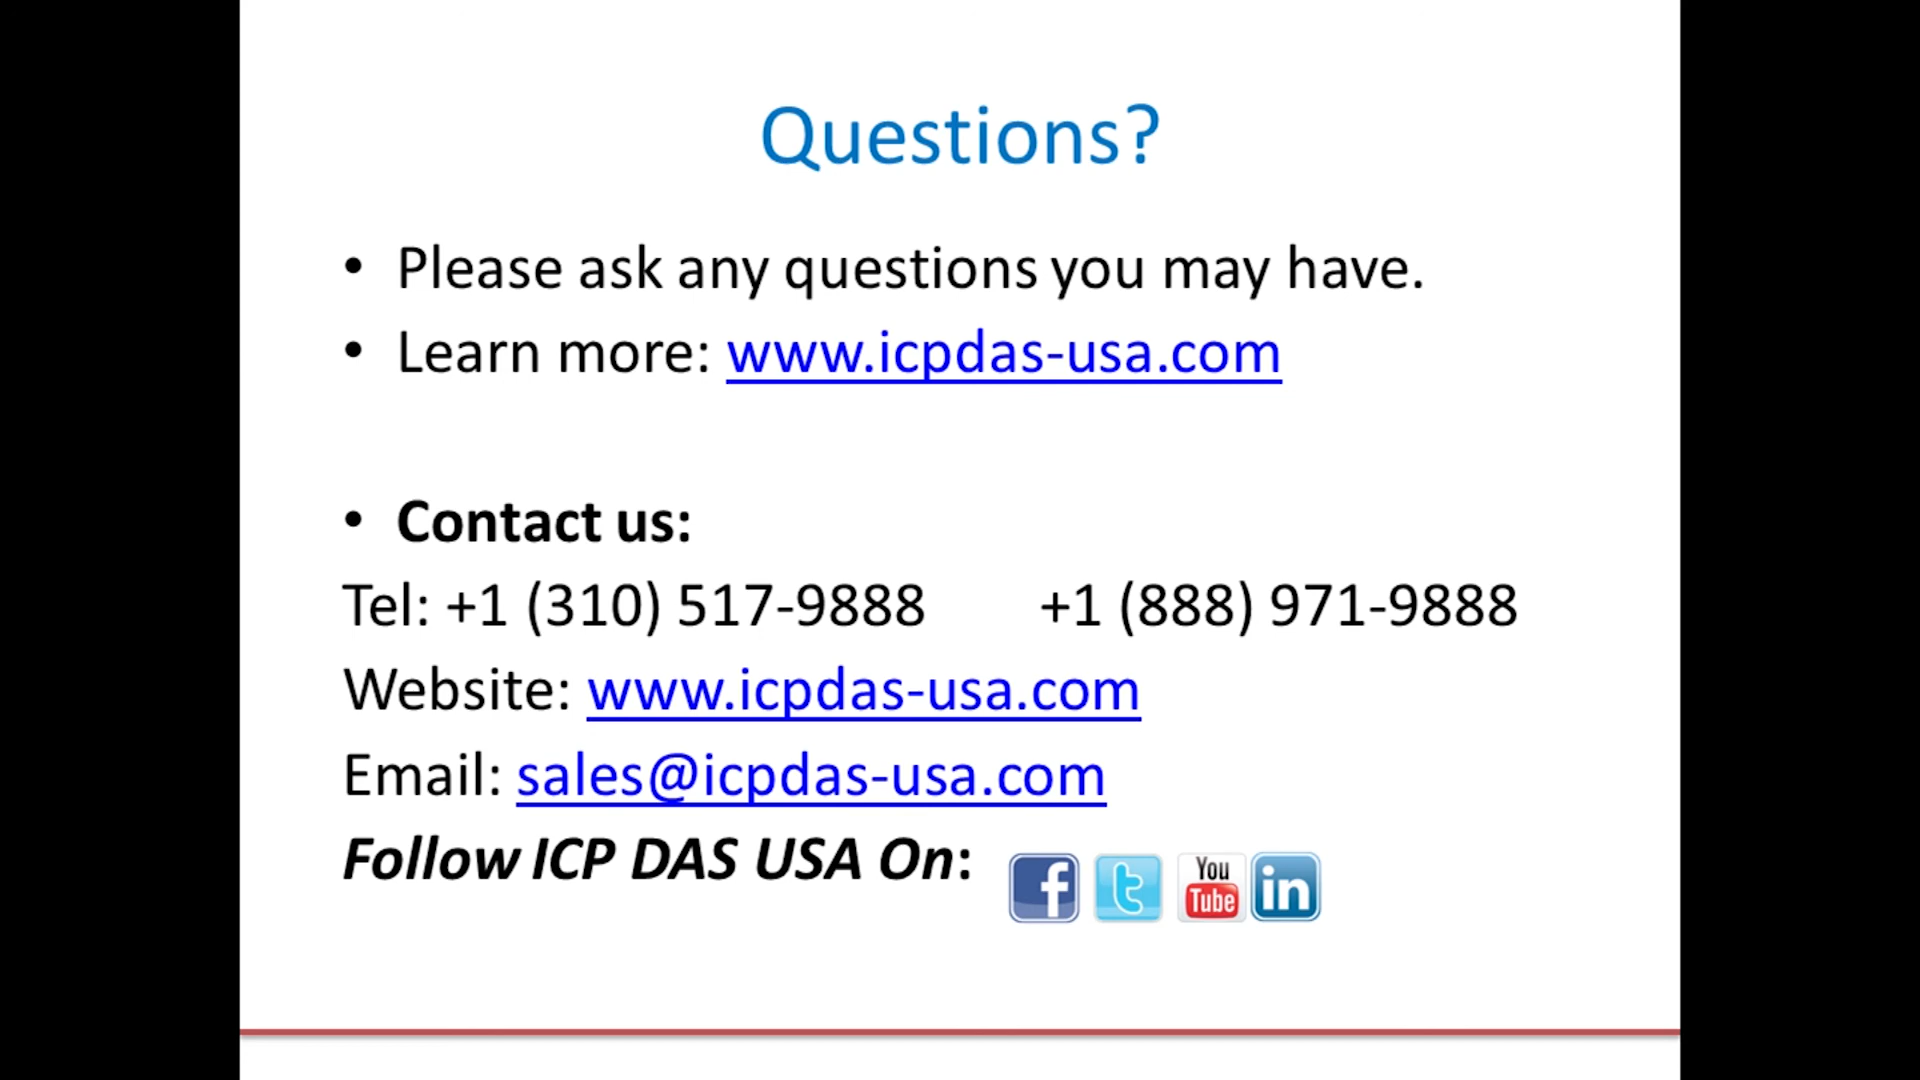 Questions?
• Please ask any questions you may have.
• Learn more: www.icpdas-usa.com
• Contact us:
Tel: +1 (310) 517-9888 +1 (888) 971-9888
Website: www.icpdas-usa.com
Email: sales@icpdas-usa.com
Follow ICP DAS USA On: f t You Tube in